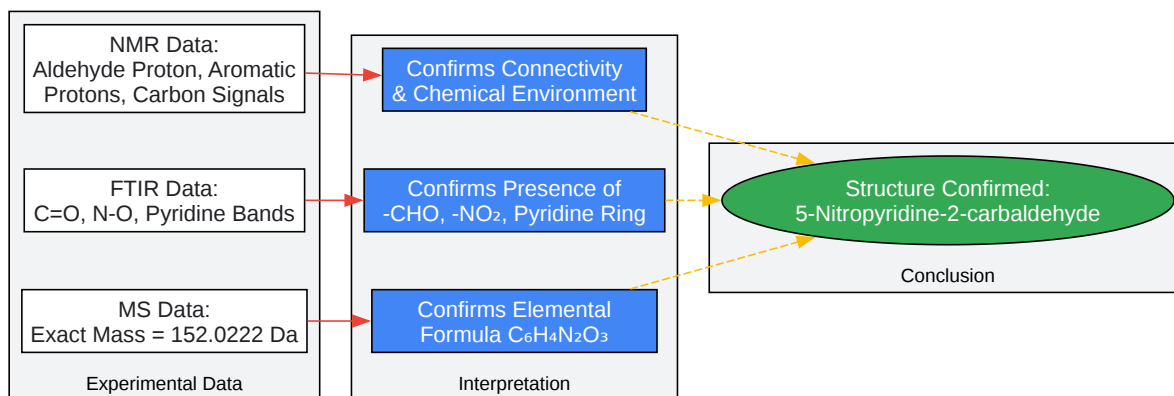 NMR Data:
Aldehyde Proton, Aromatic
Protons, Carbon Signals
FTIR Data:
C=O, N-O, Pyridine Bands
MS Data:
Exact Mass = 152.0222 Da
Experimental Data
Confirms Connectivity
& Chemical Environment
Confirms Presence of
-CHO, -NO₂, Pyridine Ring
Confirms Elemental
Formula C₆H₄N₂O₃
Interpretation
Structure Confirmed:
5-Nitropyridine-2-carbaldehyde
Conclusion